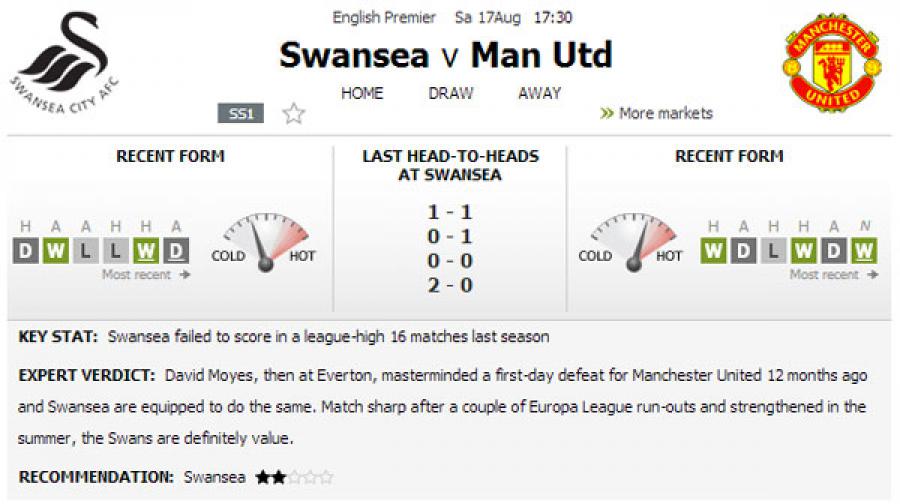 English Premier Sa 17Aug 17:30
Swansea v Man Utd
HOME DRAW AWAY
SS1
» More markets
SWANSEA CITY AFC
MANCHESTER
UNITED
RECENT FORM
H A A H H A
D W L L W D
Most recent →
COLD HOT
LAST HEAD-TO-HEADS
AT SWANSEA
1 - 1
0 - 1
0 - 0
2 - 0
RECENT FORM
H A H H A N
W D L W D W
Most recent →
COLD HOT
KEY STAT: Swansea failed to score in a league-high 16 matches last season
EXPERT VERDICT: David Moyes, then at Everton, masterminded a first-day defeat for Manchester United 12 months ago
and Swansea are equipped to do the same. Match sharp after a couple of Europa League run-outs and strengthened in the
summer, the Swans are definitely value.
RECOMMENDATION: Swansea ★★☆☆☆